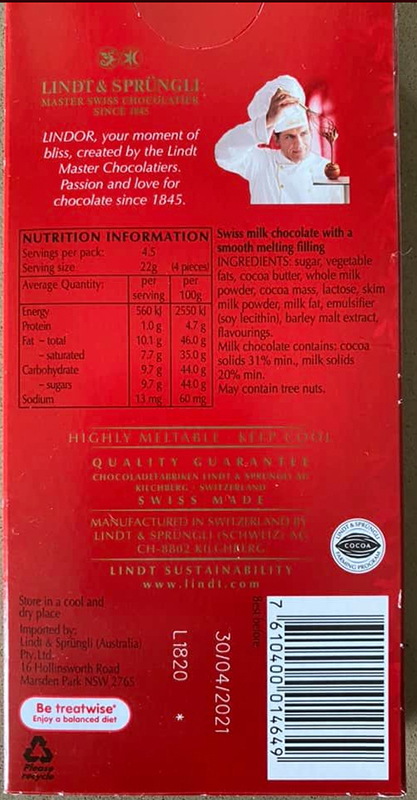 LINDT & SPRÜNGLI
MASTER SWISS CHOCOLATIER
SINCE 1845
LINDOR, your moment of
bliss, created by the Lindt
Master Chocolatiers.
Passion and love for
chocolate since 1845.
NUTRITION INFORMATION
Servings per pack: 4.5
Serving size 22g (4 pieces)
Average Quantity: per serving per 100g
Energy 560 kJ 2550 kJ
Protein 1.0 g 4.7 g
Fat - total 10.1 g 46.0 g
- saturated 7.7 g 35.0 g
Carbohydrate 9.7 g 44.0 g
- sugars 9.7 g 44.0 g
Sodium 13 mg 60 mg
Swiss milk chocolate with a
smooth melting filling
INGREDIENTS: sugar, vegetable
fats, cocoa butter, whole milk
powder, cocoa mass, lactose, skim
milk powder, milk fat, emulsifier
(soy lecithin), barley malt extract,
flavourings.
Milk chocolate contains: cocoa
solids 31% min., milk solids
20% min.
May contain tree nuts.
HIGHLY MELTABLE - KEEP COOL
QUALITY GUARANTEE
CHOCOLADEFABRIKEN LINDT & SPRÜNGLI AG
KILCHBERG - SWITZERLAND
SWISS MADE
MANUFACTURED IN SWITZERLAND BY
LINDT & SPRÜNGLI (SCHWEIZ) AG
CH-8802 KILCHBERG
LINDT SUSTAINABILITY
www.lindt.com
LINDT & SPRÜNGLI
COCOA
FARMING PROGRAM
Store in a cool and
dry place
Imported by:
Lindt & Sprüngli (Australia)
Pty. Ltd.
16 Hollinsworth Road
Marsden Park NSW 2765
Be treatwise®
Enjoy a balanced diet
Please
recycle
L1820 *
30/04/2021
Best before:
7 610400 014649